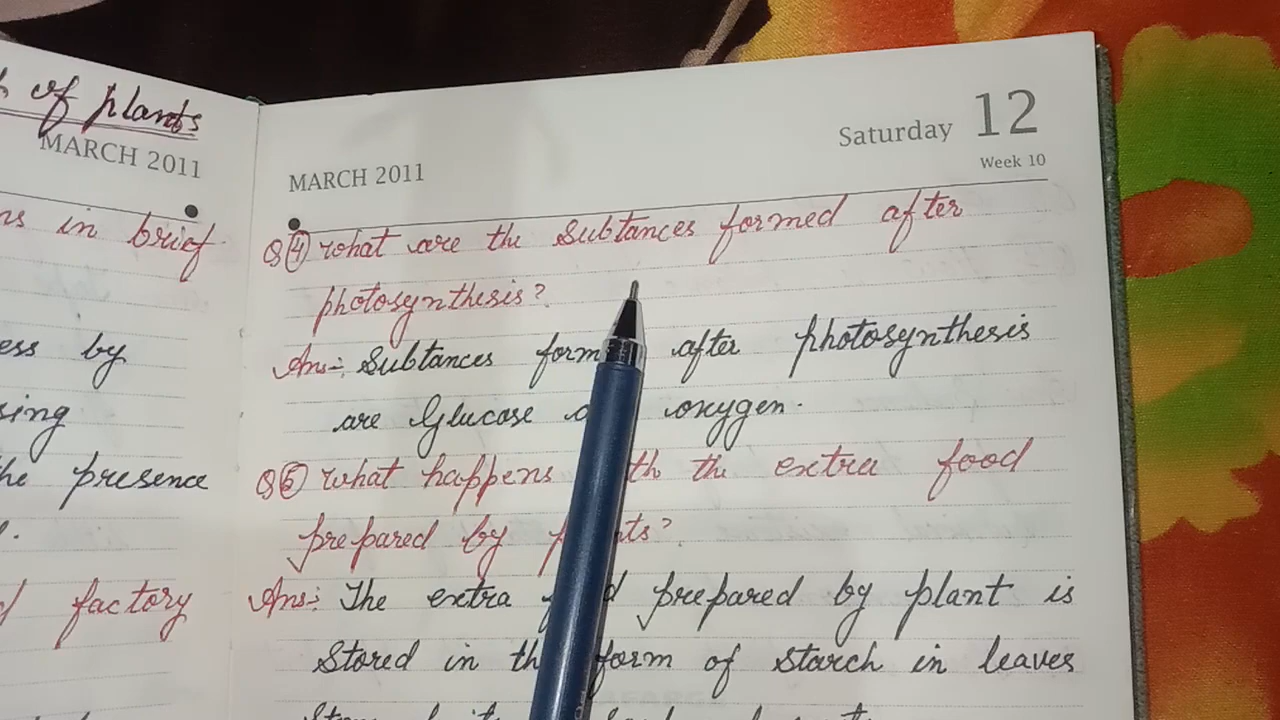 of plants
MARCH 2011
in brief
ess by
sing
he presence
factory
MARCH 2011
Saturday 12
Week 10
Q④ What are the Subtances formed after
photosynthesis?
Ans:- Subtances form after photosynthesis
are Glucose oxygen.
Q⑤ What happens th the extra food
prepared by nts?
Ans:- The extra prepared by plant is
Stored in th form of starch in leaves